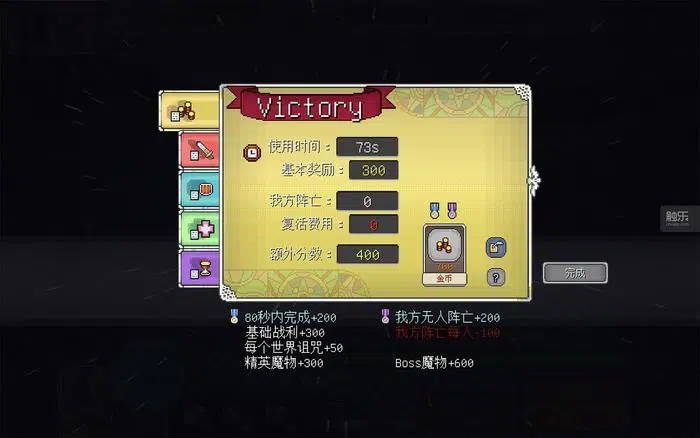 Victory
使用时间：73s
基本奖励：300
我方阵亡：0
复活费用：0
额外分数：400
700
金币
?
完成
触乐
80秒内完成+200 我方无人阵亡+200
基础战利+300 我方阵亡每人-100
每个世界诅咒+50
精英魔物+300 Boss魔物+600